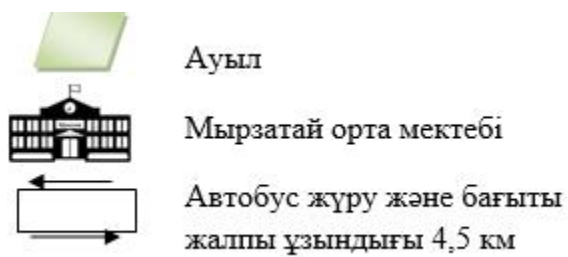 Ауыл
Мырзатай орта мектебі
Автобус жүру және бағыты
жалпы ұзындығы 4,5 км